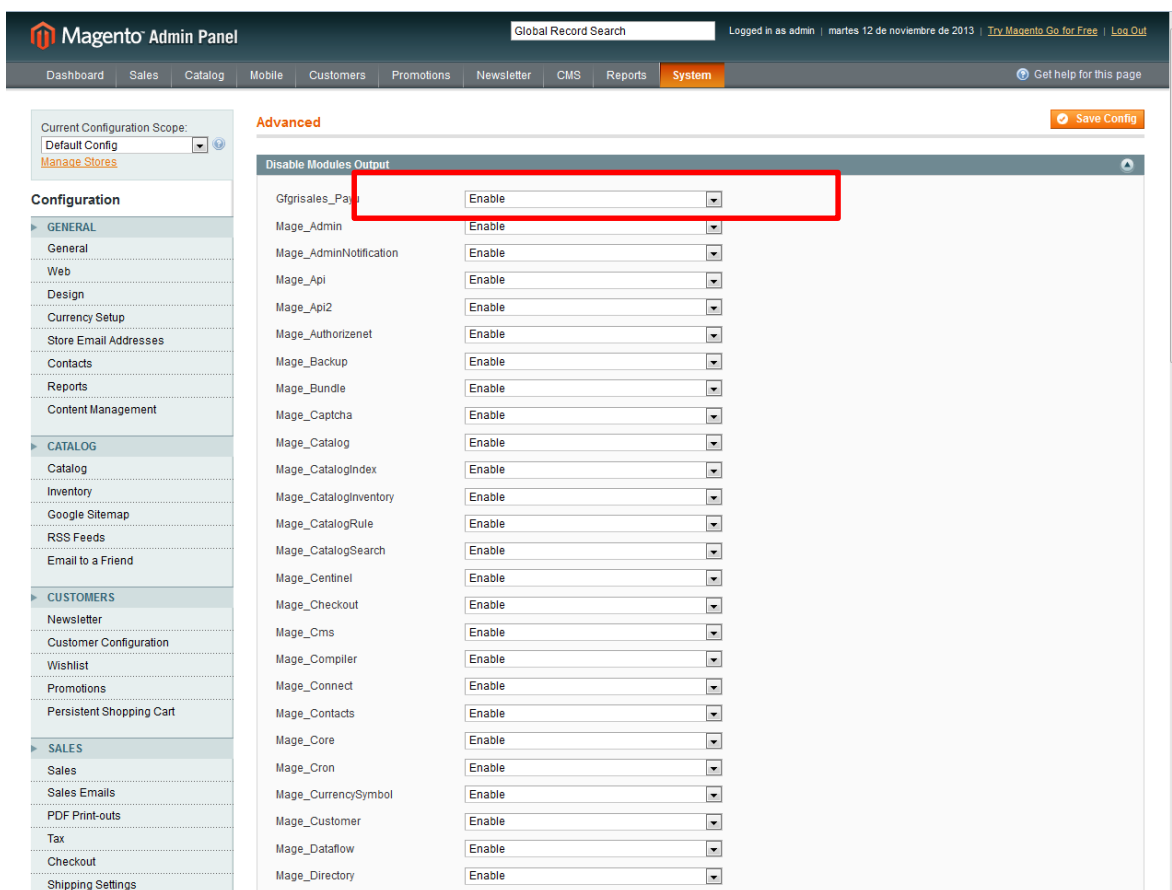 Magento Admin Panel
Global Record Search
Logged in as admin | martes 12 de noviembre de 2013 | Try Magento Go for Free | Log Out
Dashboard Sales Catalog Mobile Customers Promotions Newsletter CMS Reports System Get help for this page
Current Configuration Scope:
Default Config
Manage Stores
Configuration
GENERAL
General
Web
Design
Currency Setup
Store Email Addresses
Contacts
Reports
Content Management
CATALOG
Catalog
Inventory
Google Sitemap
RSS Feeds
Email to a Friend
CUSTOMERS
Newsletter
Customer Configuration
Wishlist
Promotions
Persistent Shopping Cart
SALES
Sales
Sales Emails
PDF Print-outs
Tax
Checkout
Shipping Settings
Advanced
Save Config
Disable Modules Output
Gfgrisales_Payu Enable
Mage_Admin Enable
Mage_AdminNotification Enable
Mage_Api Enable
Mage_Api2 Enable
Mage_Authorizenet Enable
Mage_Backup Enable
Mage_Bundle Enable
Mage_Captcha Enable
Mage_Catalog Enable
Mage_CatalogIndex Enable
Mage_CatalogInventory Enable
Mage_CatalogRule Enable
Mage_CatalogSearch Enable
Mage_Centinel Enable
Mage_Checkout Enable
Mage_Cms Enable
Mage_Compiler Enable
Mage_Connect Enable
Mage_Contacts Enable
Mage_Core Enable
Mage_Cron Enable
Mage_CurrencySymbol Enable
Mage_Customer Enable
Mage_Dataflow Enable
Mage_Directory Enable